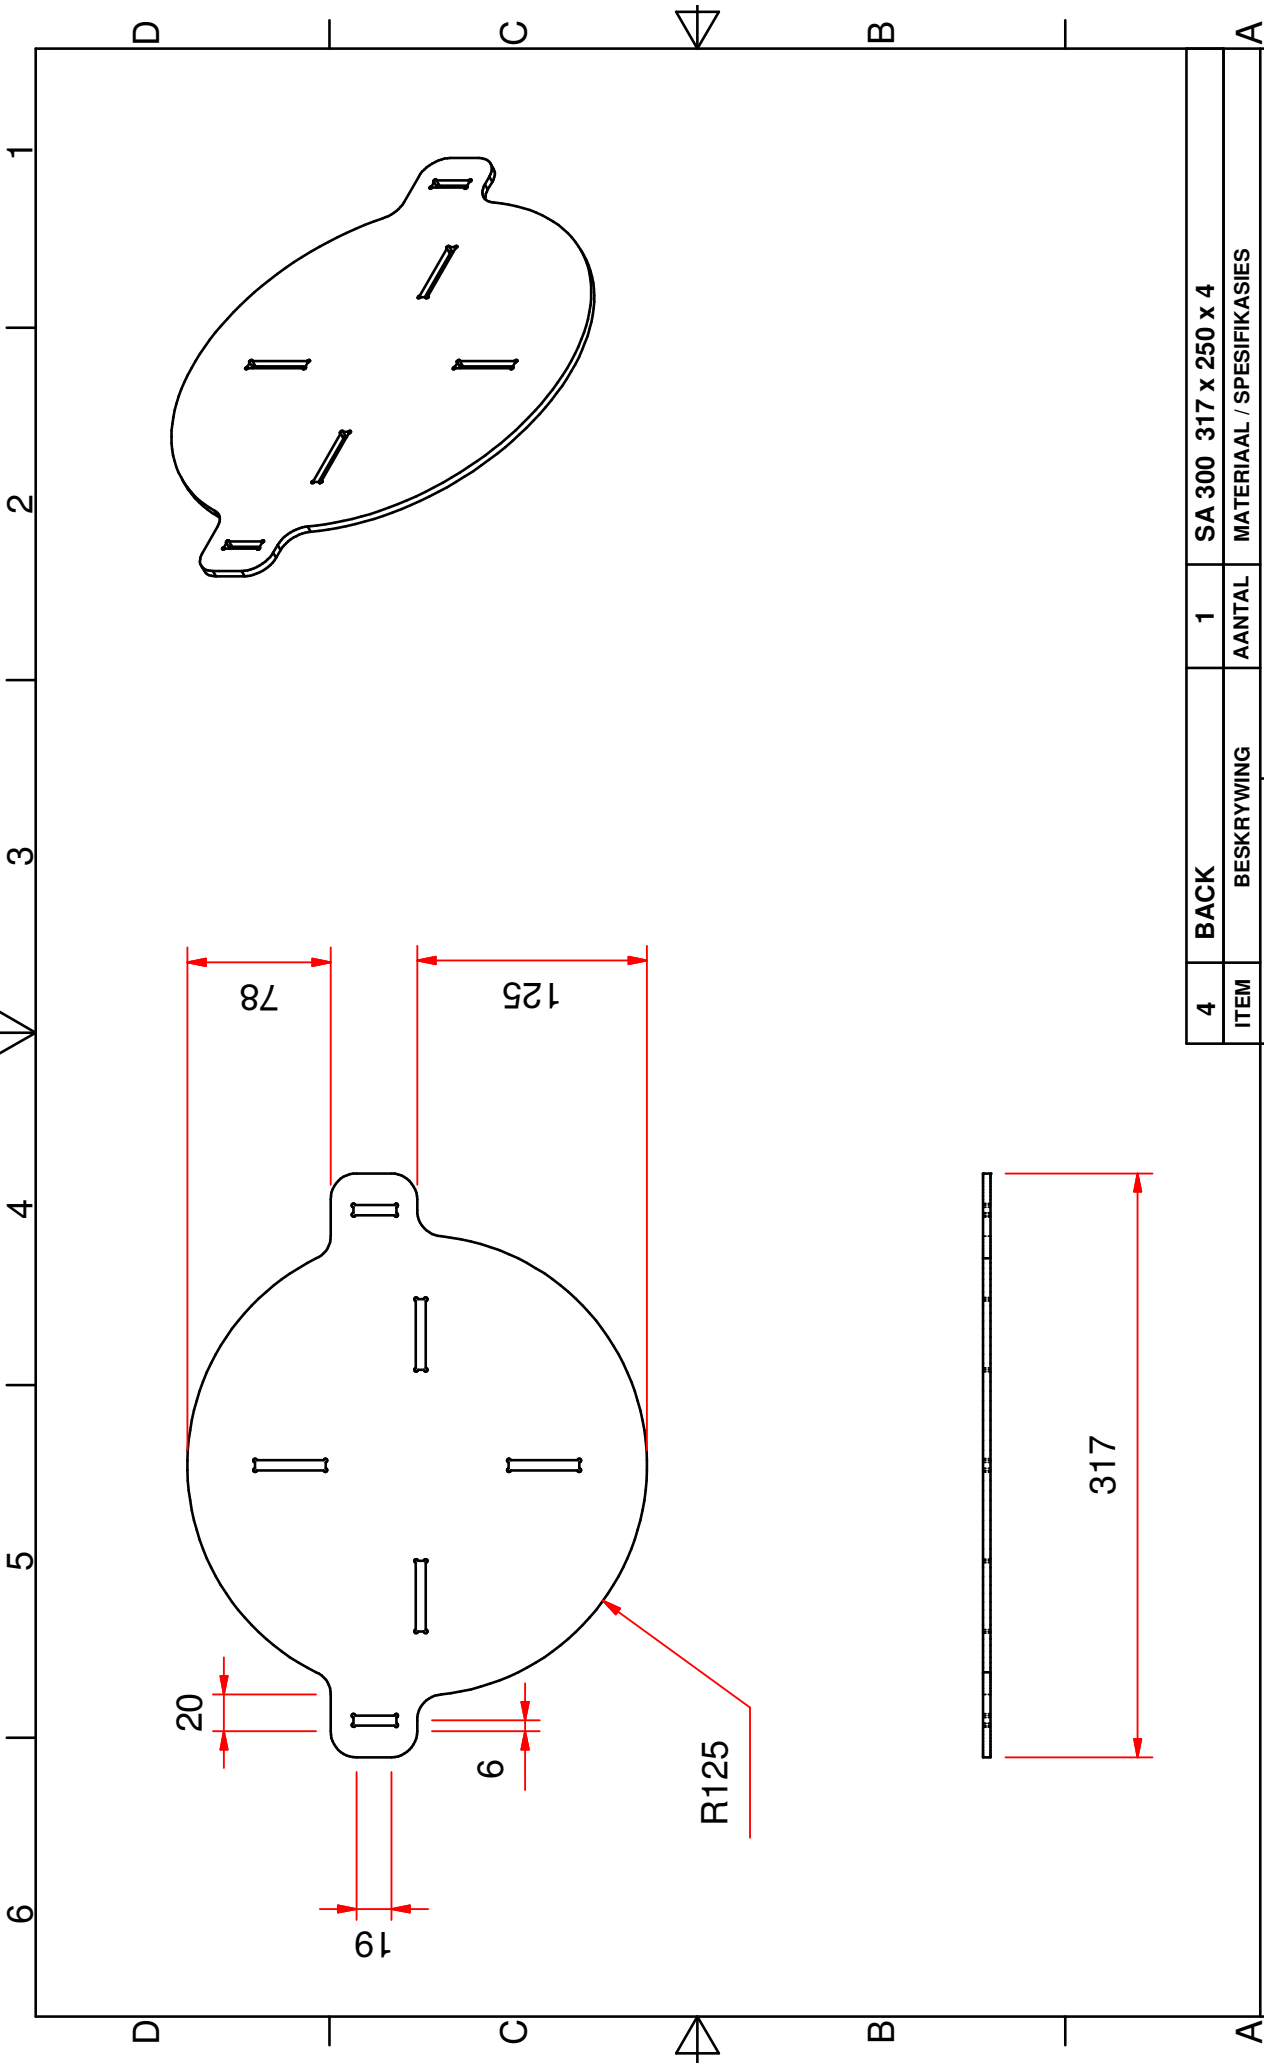 6 5 4 3 2 1
D D
19
20
78
6
125
C C
R125
B B
317
4 BACK 1 SA 300 317 x 250 x 4
ITEM BESKRYWING AANTAL MATERIAAL / SPESIFIKASIES
A A